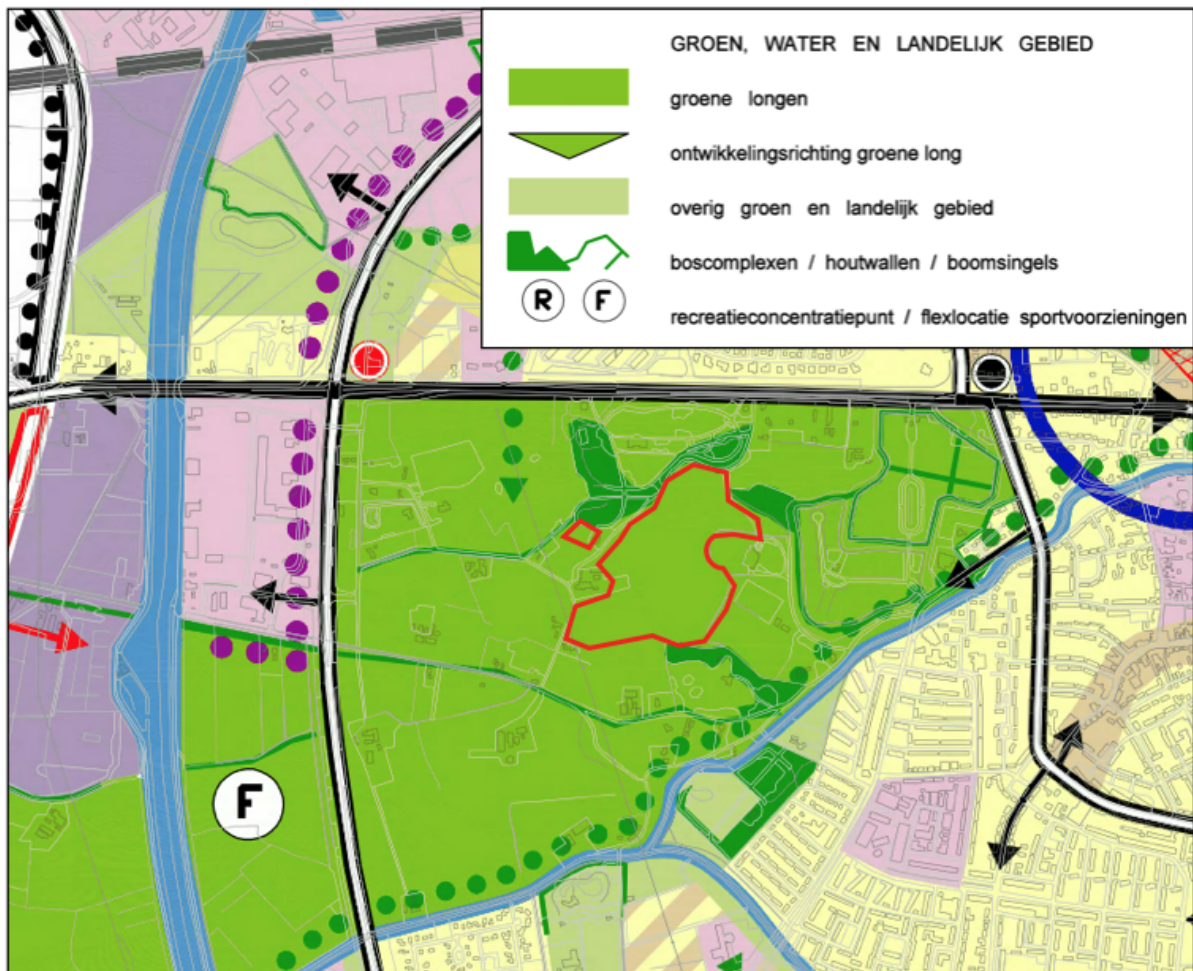 GROEN, WATER EN LANDELIJK GEBIED
groene longen
ontwikkelingsrichting groene long
overig groen en landelijk gebied
boscomplexen / houtwallen / boomsingels
R F
recreatieconcentratiepunt / flexlocatie sportvoorzieningen
F